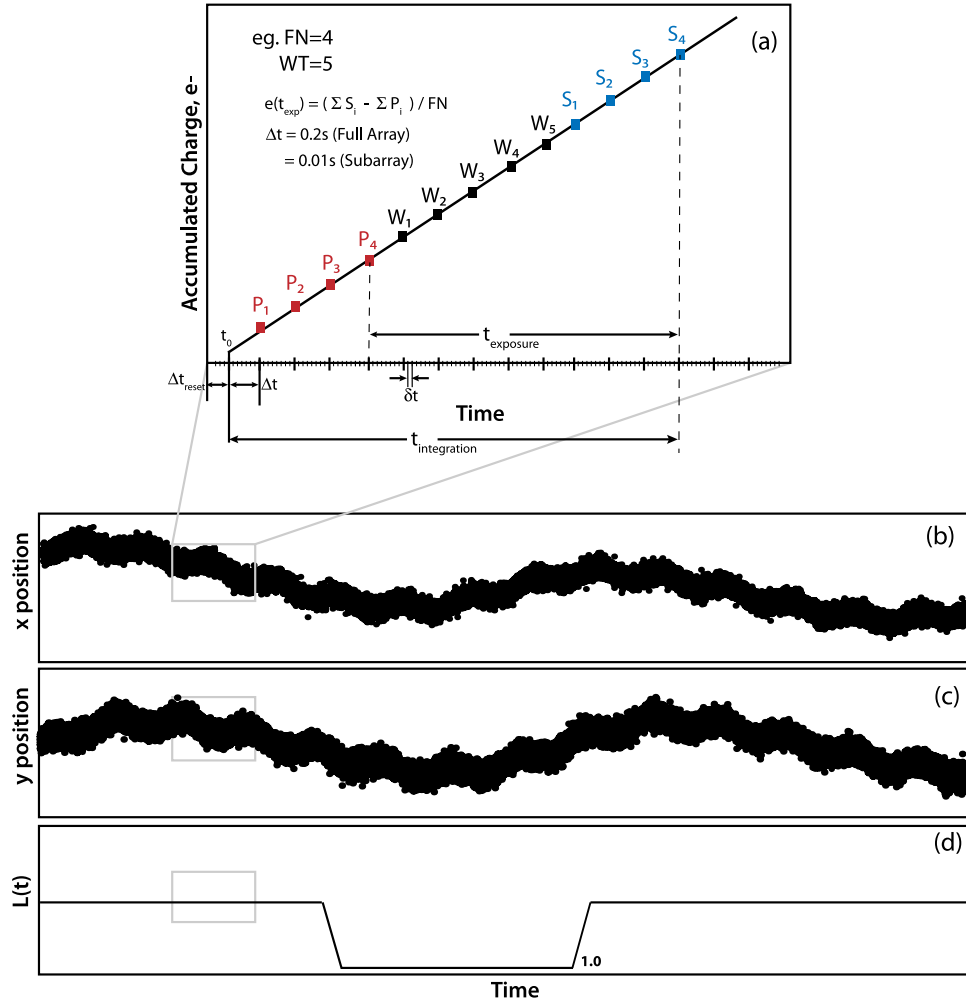 (a)
eg. FN=4
WT=5
e(t_exp) = ( Σ S_i - Σ P_i ) / FN
Δt = 0.2s (Full Array)
= 0.01s (Subarray)
Accumulated Charge, e-
P₁
P₂
P₃
P₄
W₁
W₂
W₃
W₄
W₅
S₁
S₂
S₃
S₄
t₀
t_exposure
Δt_reset
Δt
δt
Time
t_integration
(b)
x position
(c)
y position
(d)
L(t)
1.0
Time